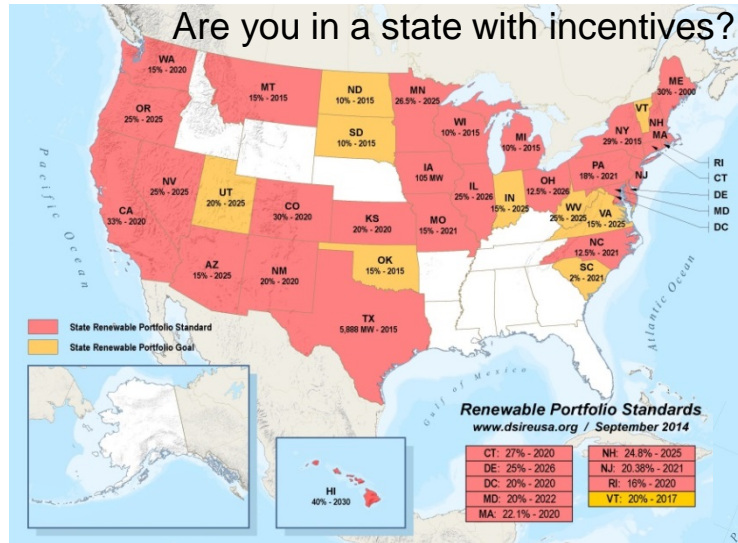 Are you in a state with incentives?
WA
15% - 2020
OR
25% - 2025
CA
33% - 2020
NV
25% - 2025
UT
20% - 2025
AZ
15% - 2025
MT
15% - 2015
CO
30% - 2020
NM
20% - 2020
ND
10% - 2015
SD
10% - 2015
KS
20% - 2020
OK
15% - 2015
TX
5,888 MW - 2015
MN
26.5% - 2025
IA
105 MW
MO
15% - 2021
WI
10% - 2015
IL
25% - 2026
MI
10% - 2015
IN
15% - 2025
OH
12.5% - 2026
WV
25% - 2025
VA
15% - 2025
NC
12.5% - 2021
SC
2% - 2021
PA
18% - 2021
NY
29% - 2015
ME
30% - 2000
VT
NH
MA
NJ
RI
CT
DE
MD
DC
Pacific Ocean
Atlantic Ocean
Gulf of Mexico
State Renewable Portfolio Standard
State Renewable Portfolio Goal
HI
40% - 2030
Renewable Portfolio Standards
www.dsireusa.org / September 2014
CT: 27% - 2020
DE: 25% - 2026
DC: 20% - 2020
MD: 20% - 2022
MA: 22.1% - 2020
NH: 24.8% - 2025
NJ: 20.38% - 2021
RI: 16% - 2020
VT: 20% - 2017